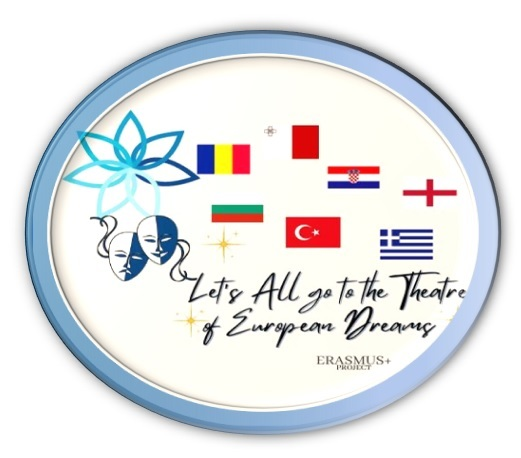 Let's All go to the Theatre
of European Dreams
ERASMUS+
PROJECT